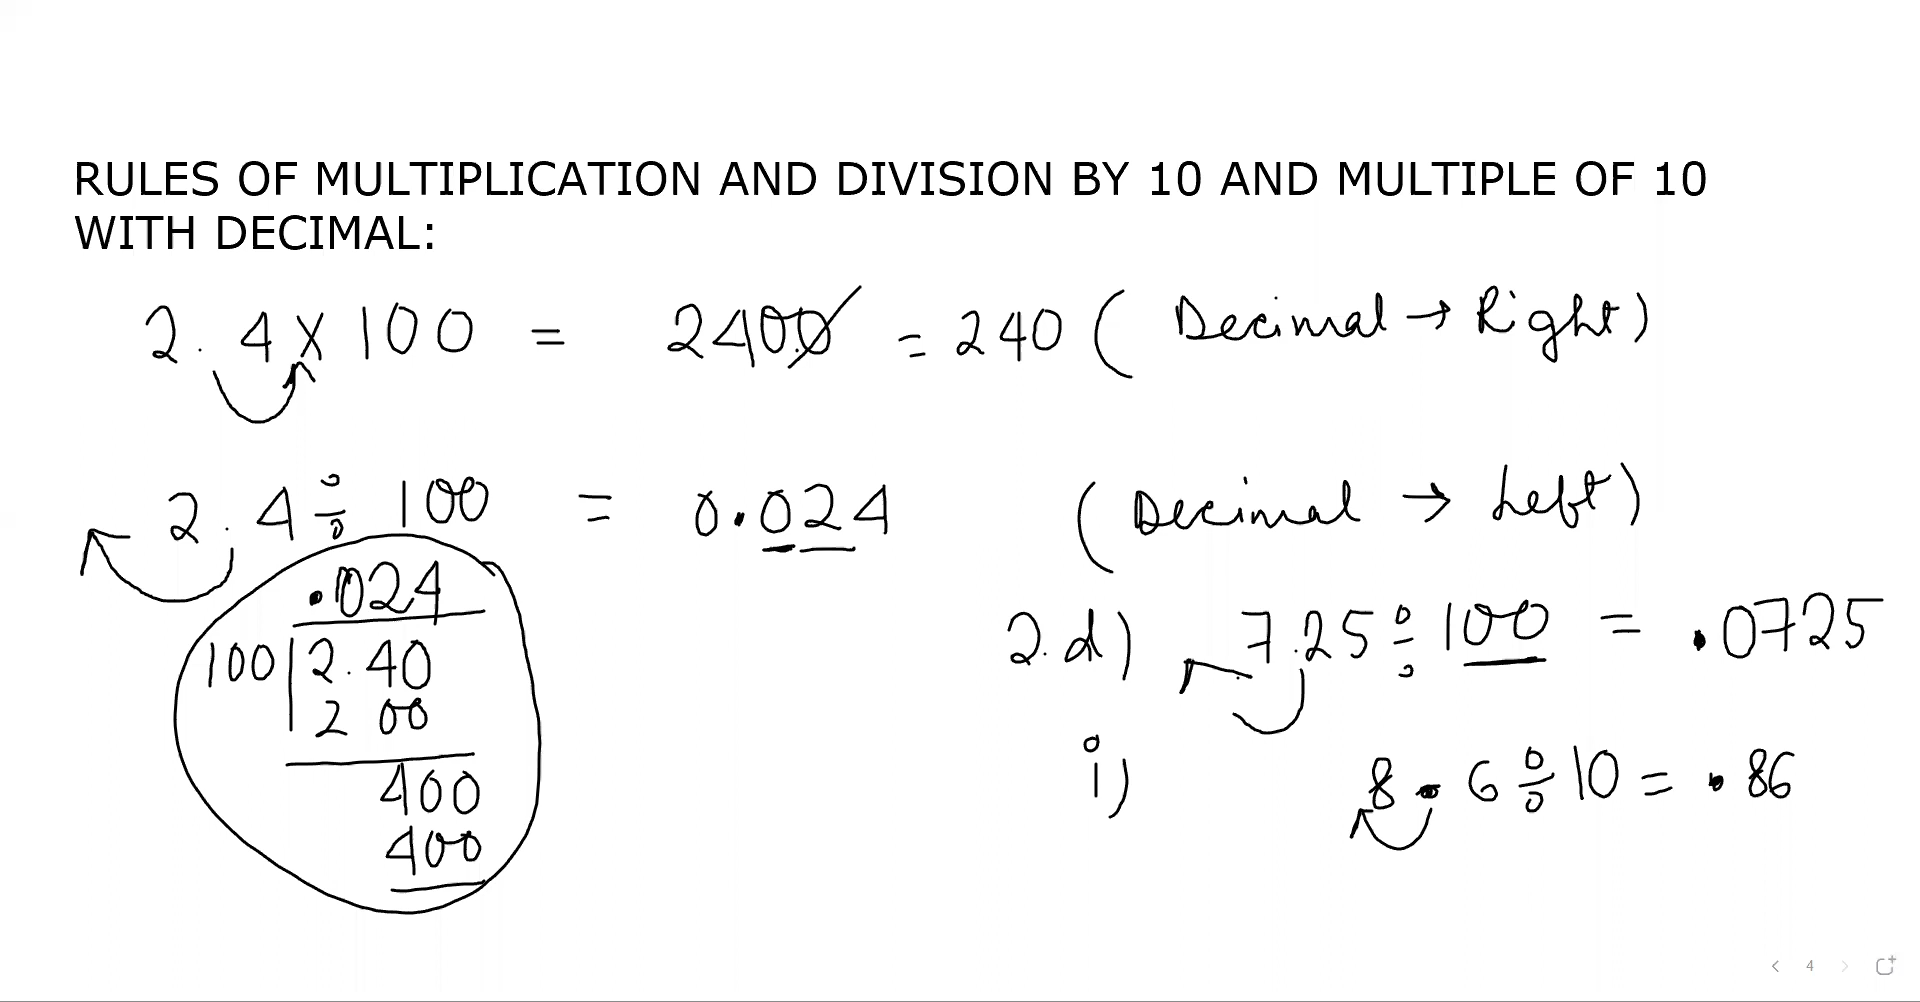 RULES OF MULTIPLICATION AND DIVISION BY 10 AND MULTIPLE OF 10
WITH DECIMAL:
2.4 x 100 = 240.0 = 240 ( Decimal → Right )
2.4 ÷ 100 = 0.024 ( Decimal → Left )
.024
100 | 2.40
2 00
400
400
2.d) 7.25 ÷ 100 = .0725
i) 8.6 ÷ 10 = .86
< 4 >